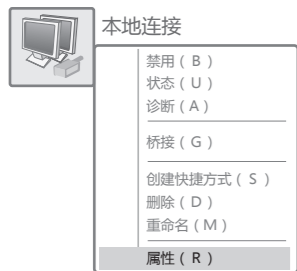 本地连接
禁用（B）
状态（U）
诊断（A）
桥接（G）
创建快捷方式（S）
删除（D）
重命名（M）
属性（R）